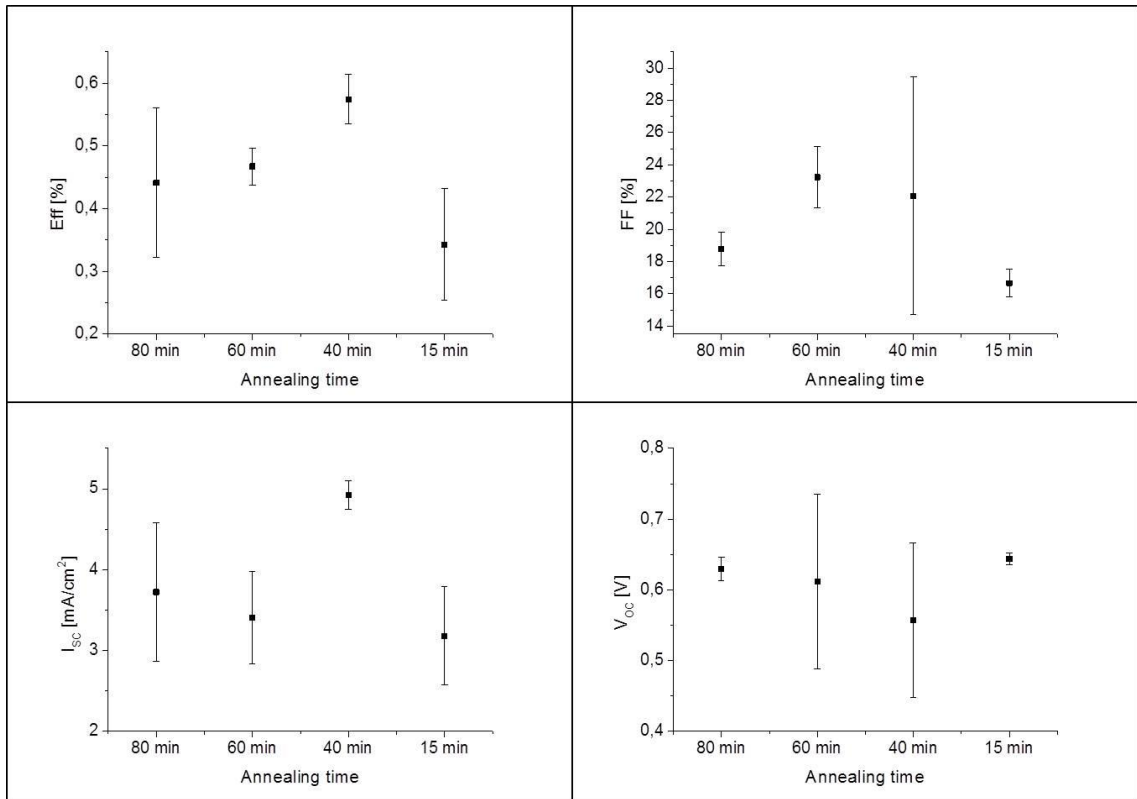 Eff [%]
0,6
0,5
0,4
0,3
0,2
80 min 60 min 40 min 15 min
Annealing time
FF [%]
30
28
26
24
22
20
18
16
14
80 min 60 min 40 min 15 min
Annealing time
I_SC [mA/cm²]
5
4
3
2
80 min 60 min 40 min 15 min
Annealing time
V_OC [V]
0,8
0,7
0,6
0,5
0,4
80 min 60 min 40 min 15 min
Annealing time